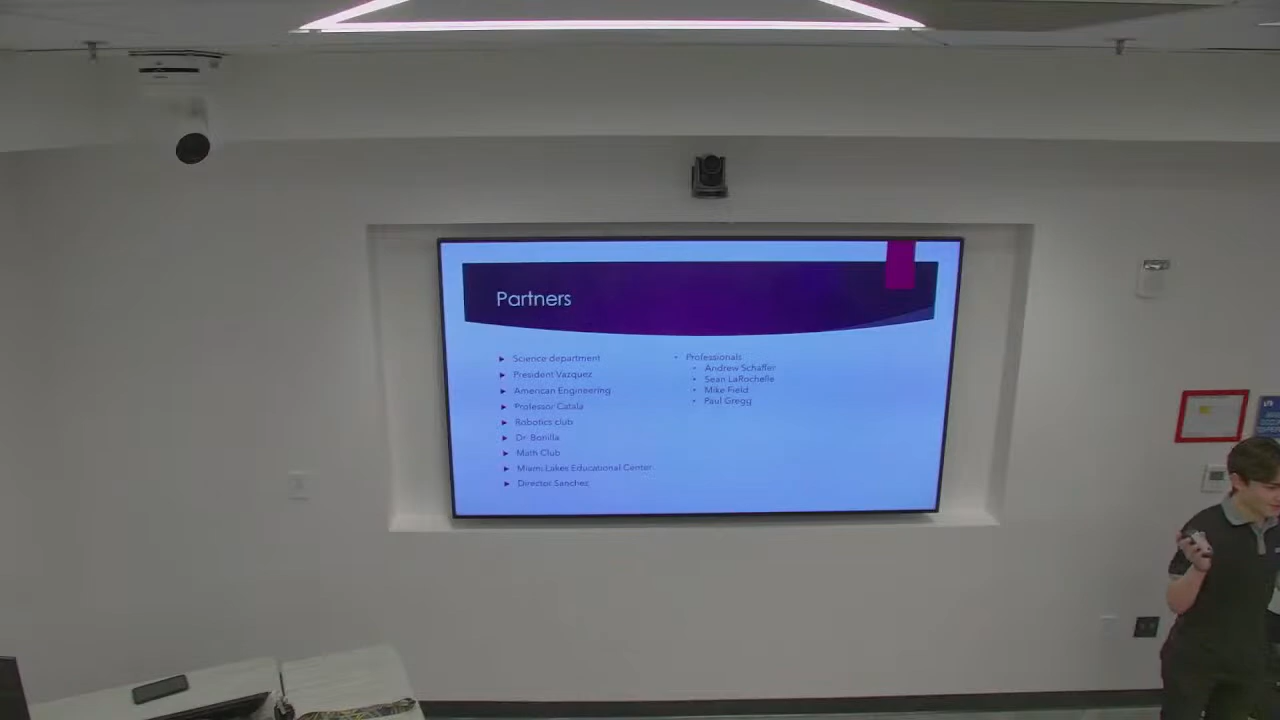 Partners
Science department
President Vazquez
American Engineering
Professor Catala
Robotics club
Dr. Bonilla
Math Club
Miami Lakes Educational Center
Director Sanchez
Professionals
Andrew Schaffer
Sean LaRochelle
Mike Field
Paul Gregg